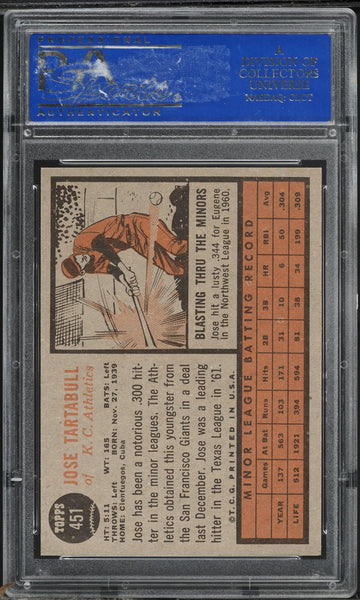 PROFESSIONAL
AUTHENTICATOR
A
DIVISION OF
COLLECTORS
UNIVERSE
NASDAQ: CLCT
TOPPS
451
JOSE TARTABULL
of K. C. Athletics
HT: 5:11 WT: 165 BATS: Left
THROWS: Left BORN: Nov. 27, 1939
HOME: Cienfuegos, Cuba
Jose has been a notorious .300 hit-
ter in the minor leagues. The Ath-
letics obtained this youngster from
the San Francisco Giants in a deal
last December. Jose was a leading
hitter in the Texas League in '61.
©T.C.G. PRINTED IN U.S.A.
BLASTING THRU THE MINORS
Jose hit a lusty .344 for Eugene
in the Northwest League in 1960.
MINOR LEAGUE BATTING RECORD
Games At Bat Runs Hits 2B 3B HR RBI Avg
YEAR 137 563 103 171 31 10 6 50 .304
LIFE 512 1921 394 594 82 38 34 199 .309